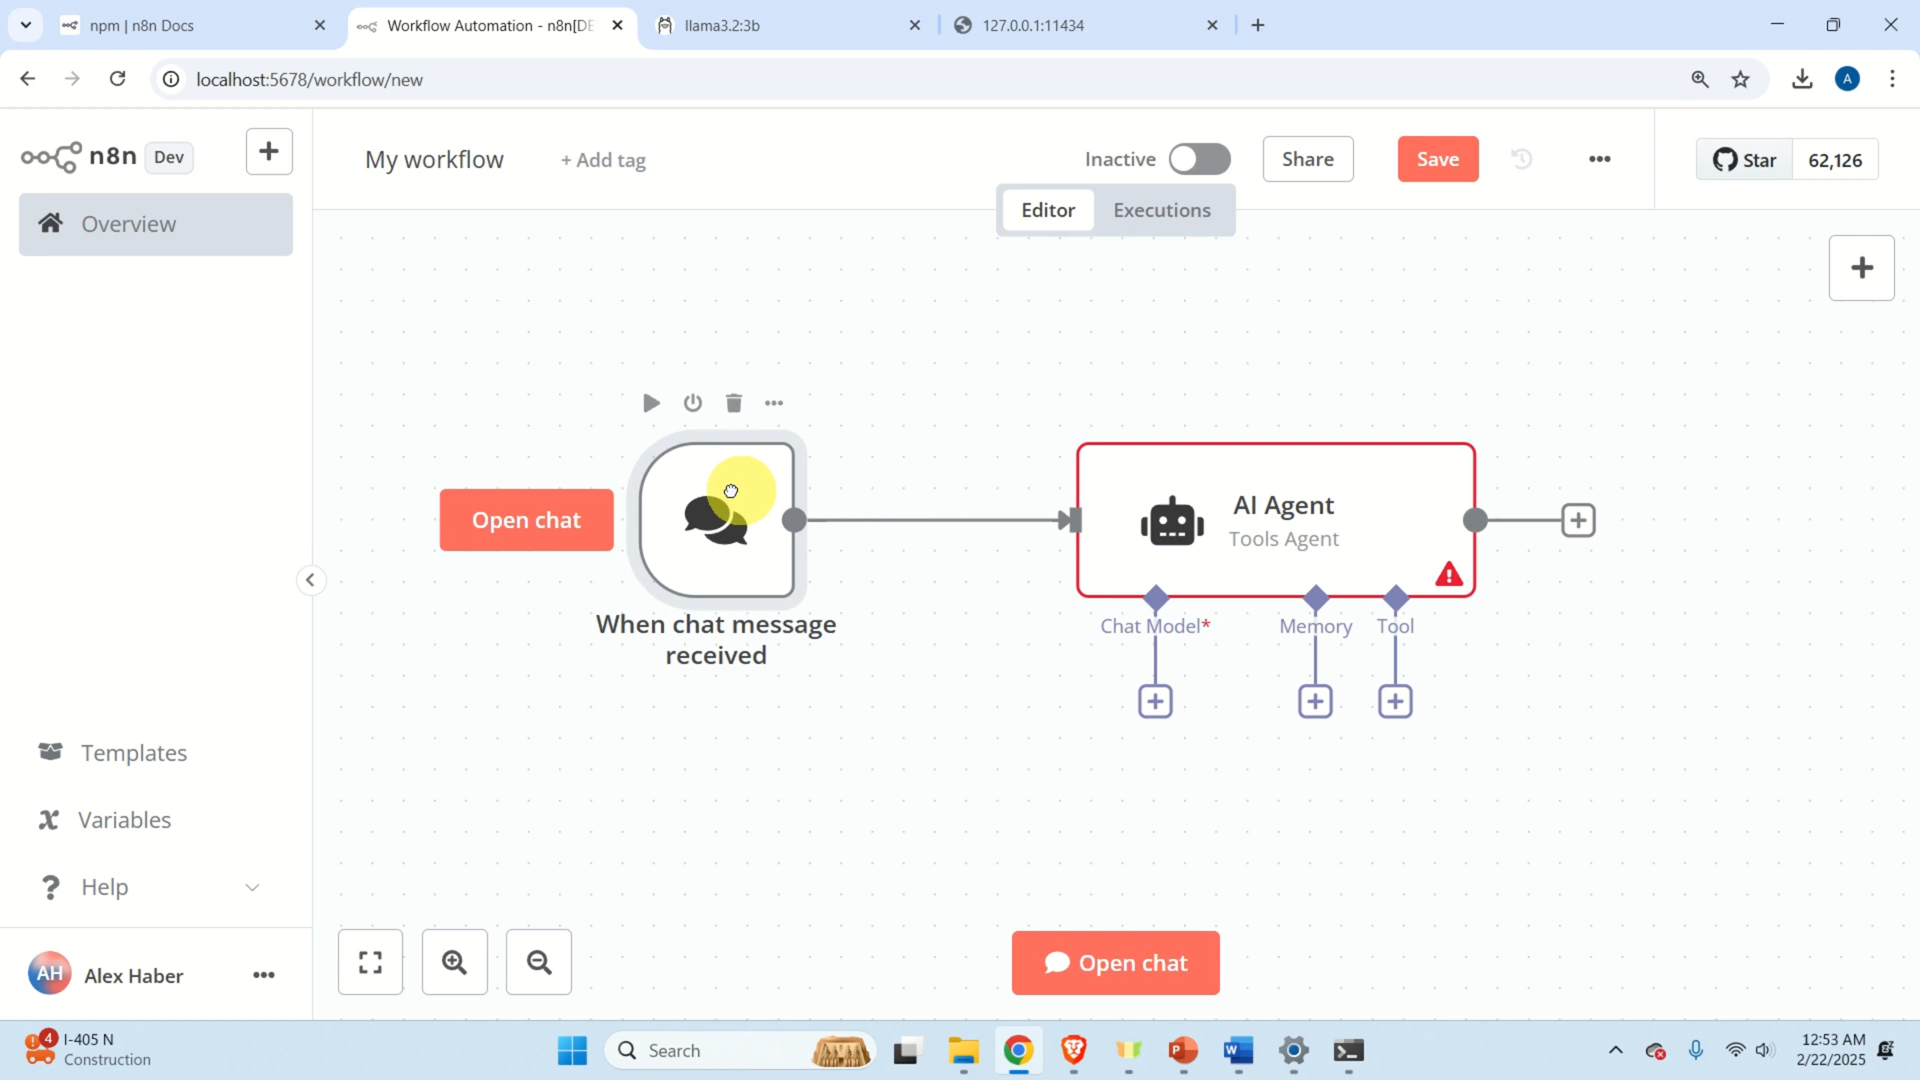 npm | n8n Docs
Workflow Automation - n8n[DE
llama3.2:3b
127.0.0.1:11434
localhost:5678/workflow/new
A
n8n
Dev
My workflow
+ Add tag
Inactive
Share
Save
Star
62,126
Overview
Editor
Executions
Open chat
AI Agent
Tools Agent
When chat message
received
Chat Model*
Memory
Tool
Templates
Variables
Help
AH
Alex Haber
Open chat
4
I-405 N
Construction
Search
12:53 AM
2/22/2025